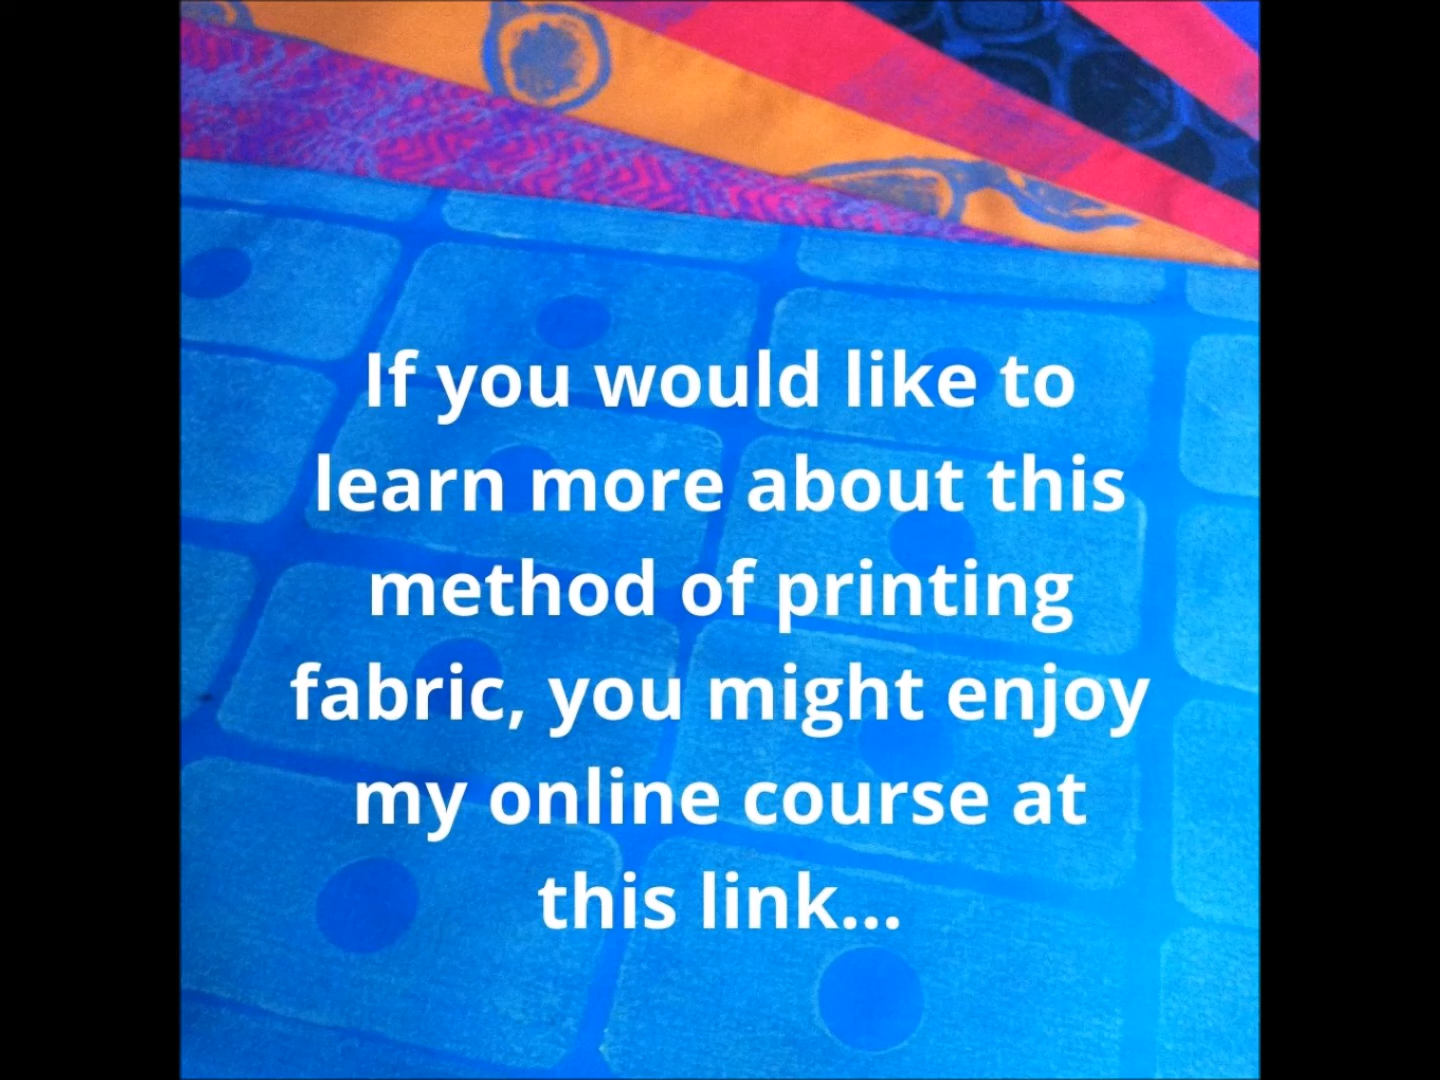 If you would like to
learn more about this
method of printing
fabric, you might enjoy
my online course at
this link...